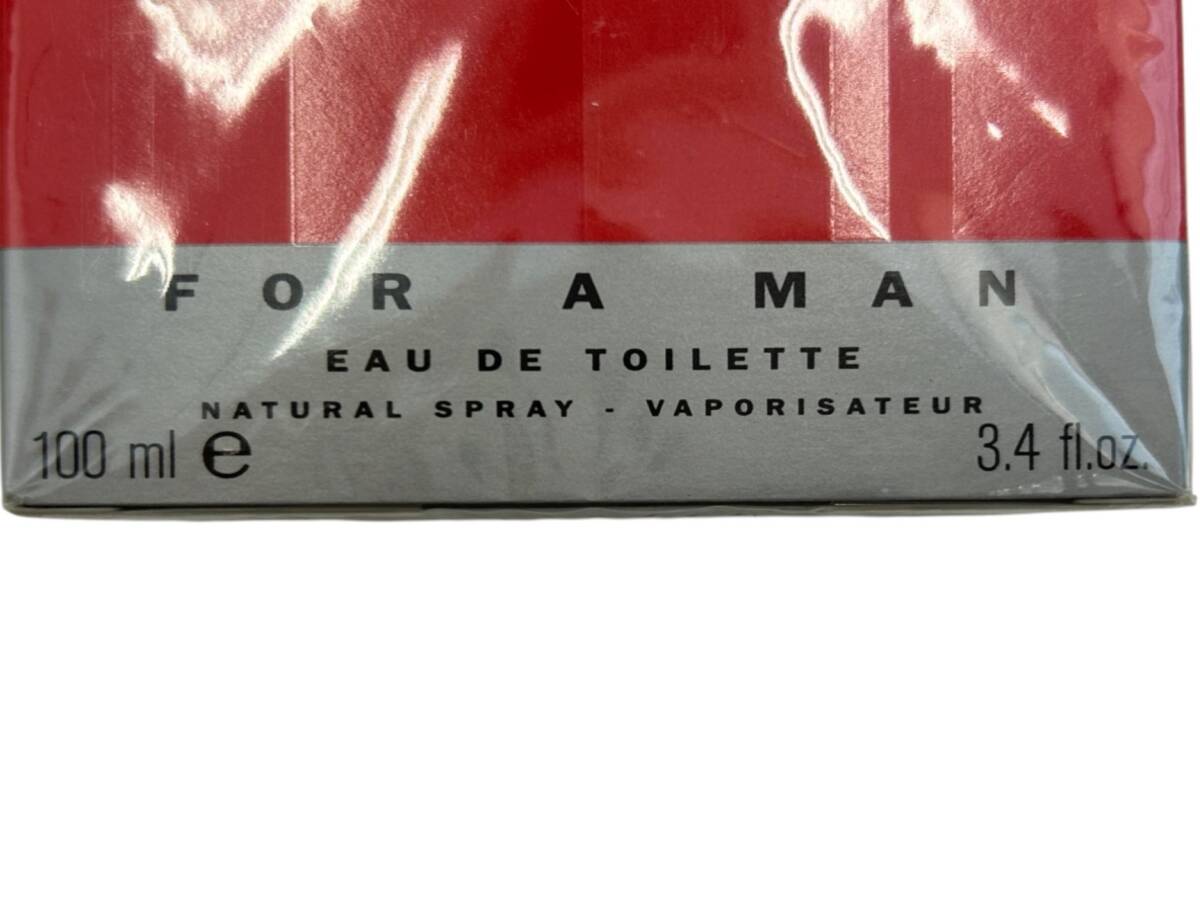 FOR A MAN
EAU DE TOILETTE
NATURAL SPRAY - VAPORISATEUR
100 ml e 3.4 fl.oz.